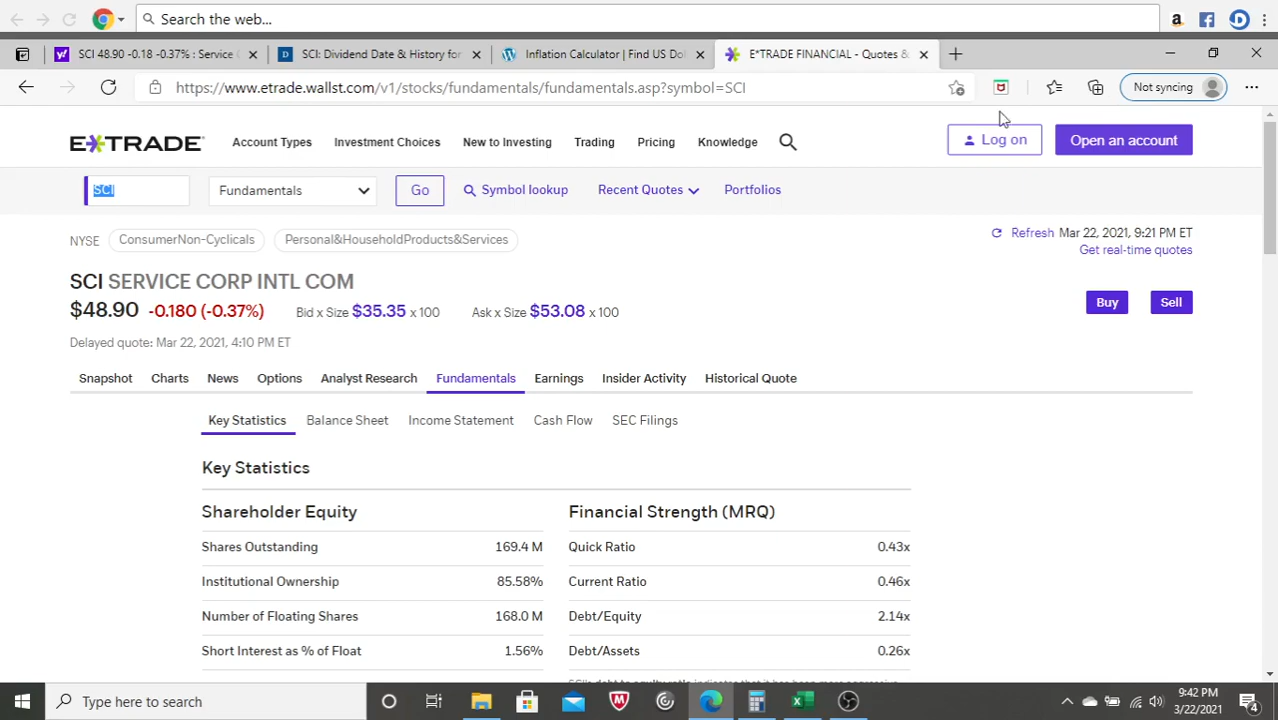 Search the web...
SCI 48.90 -0.18 -0.37% : Service
SCI: Dividend Date & History for
Inflation Calculator | Find US Do
E*TRADE FINANCIAL - Quotes &
https://www.etrade.wallst.com/v1/stocks/fundamentals/fundamentals.asp?symbol=SCI
Not syncing
E*TRADE
Account Types
Investment Choices
New to Investing
Trading
Pricing
Knowledge
Log on
Open an account
SCI
Fundamentals
Go
Symbol lookup
Recent Quotes
Portfolios
NYSE
ConsumerNon-Cyclicals
Personal&HouseholdProducts&Services
Refresh Mar 22, 2021, 9:21 PM ET
Get real-time quotes
SCI SERVICE CORP INTL COM
$48.90 -0.180 (-0.37%) Bid x Size $35.35 x 100 Ask x Size $53.08 x 100
Buy
Sell
Delayed quote: Mar 22, 2021, 4:10 PM ET
Snapshot
Charts
News
Options
Analyst Research
Fundamentals
Earnings
Insider Activity
Historical Quote
Key Statistics
Balance Sheet
Income Statement
Cash Flow
SEC Filings
Key Statistics
Shareholder Equity
Shares Outstanding 169.4 M
Institutional Ownership 85.58%
Number of Floating Shares 168.0 M
Short Interest as % of Float 1.56%
Financial Strength (MRQ)
Quick Ratio 0.43x
Current Ratio 0.46x
Debt/Equity 2.14x
Debt/Assets 0.26x
Type here to search
9:42 PM
3/22/2021
4